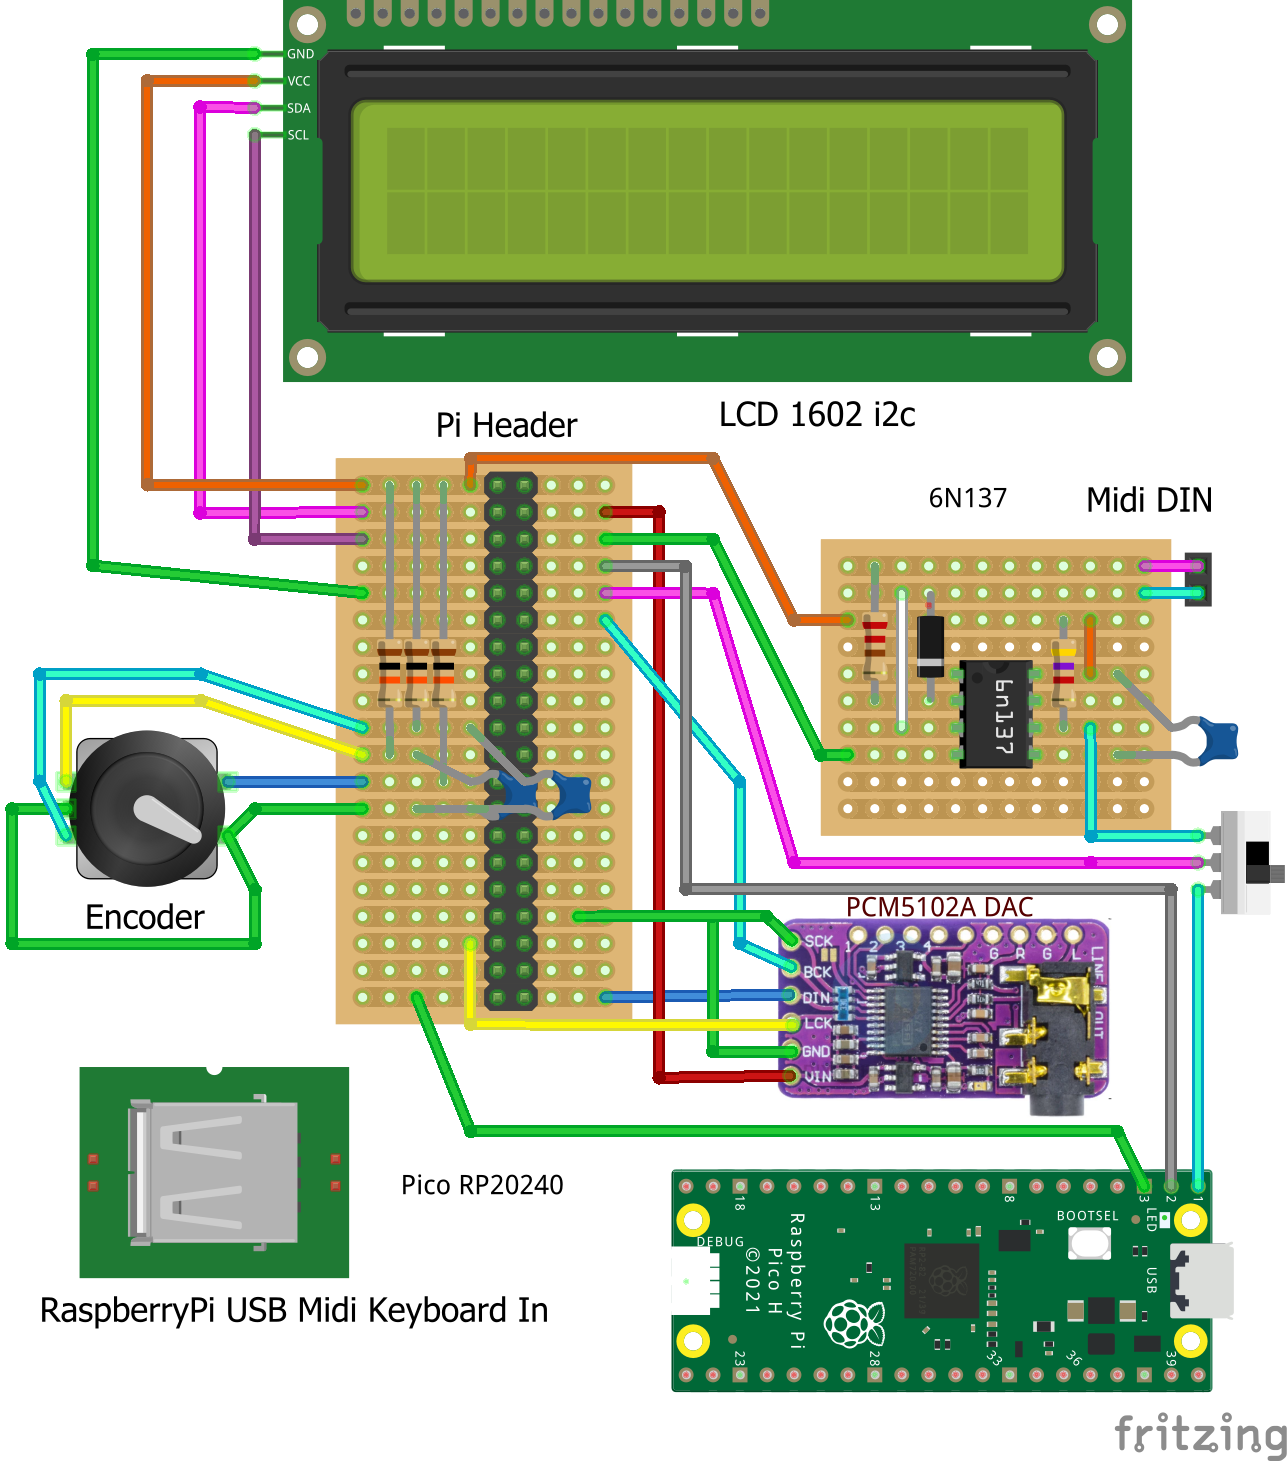 GND
VCC
SDA
SCL
LCD 1602 i2c
Pi Header
6N137
Midi DIN
6n137
Encoder
PCM5102A DAC
SCK
BCK
DIN
LCK
GND
VIN
1 2 3 4
G R G L
LINE OUT
Pico RP20240
RaspberryPi USB Midi Keyboard In
18
13
8
3
2
1
LED
BOOTSEL
DEBUG
USB
Raspberry Pi
Pico H
©2021
23
28
33
36
39
fritzing